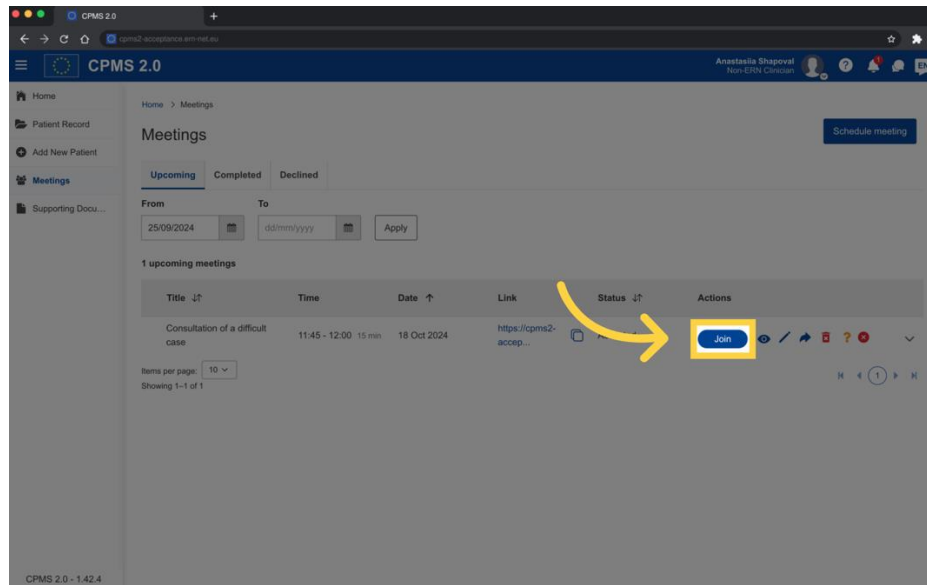 CPMS 2.0
cpms2-acceptance.ern-net.eu
CPMS 2.0
Anastasiia Shapoval
Non-ERN Clinician
EN
Home
Patient Record
Add New Patient
Meetings
Supporting Docu...
Home > Meetings
Meetings
Schedule meeting
Upcoming Completed Declined
From To
25/09/2024 dd/mm/yyyy Apply
1 upcoming meetings
Title Time Date Link Status Actions
Consultation of a difficult
case
11:45 - 12:00 15 min 18 Oct 2024
https://cpms2-
accep...
Join
Items per page: 10
Showing 1–1 of 1
1
CPMS 2.0 - 1.42.4